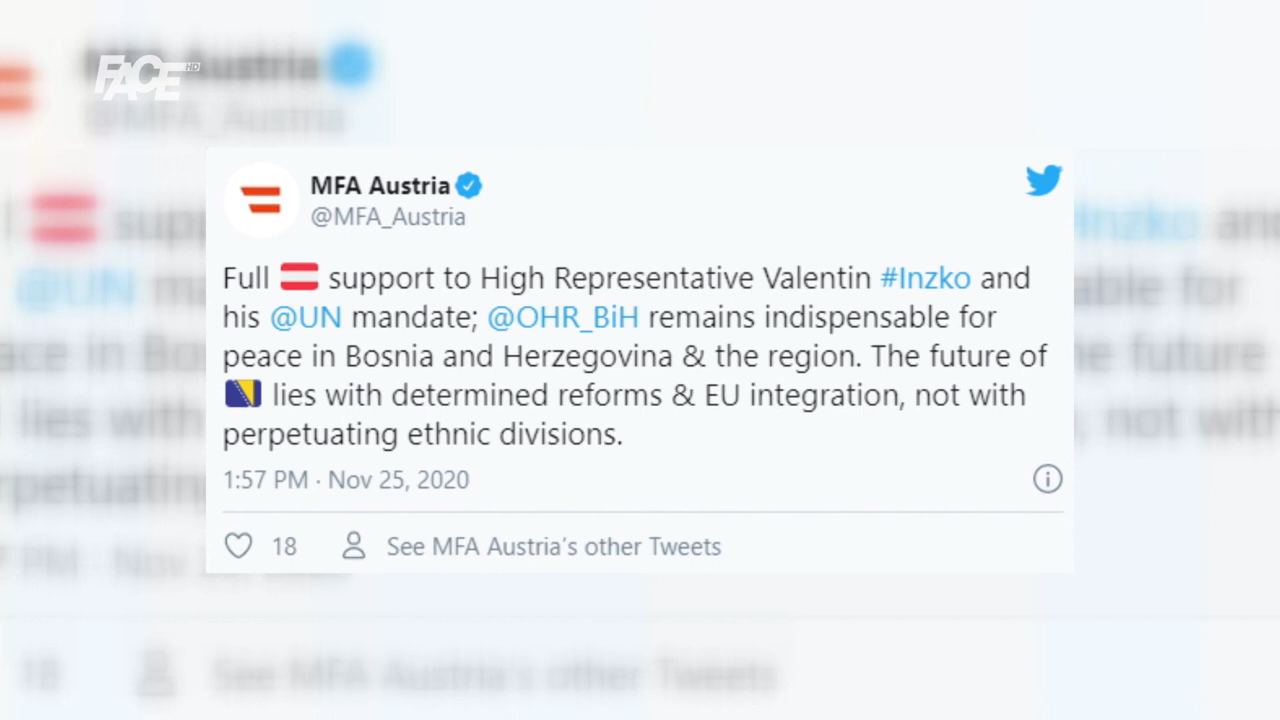 FACE HD
MFA Austria
@MFA_Austria
Full 🇦🇹 support to High Representative Valentin #Inzko and
his @UN mandate; @OHR_BiH remains indispensable for
peace in Bosnia and Herzegovina & the region. The future of
🇧🇦 lies with determined reforms & EU integration, not with
perpetuating ethnic divisions.
1:57 PM · Nov 25, 2020
18
See MFA Austria's other Tweets